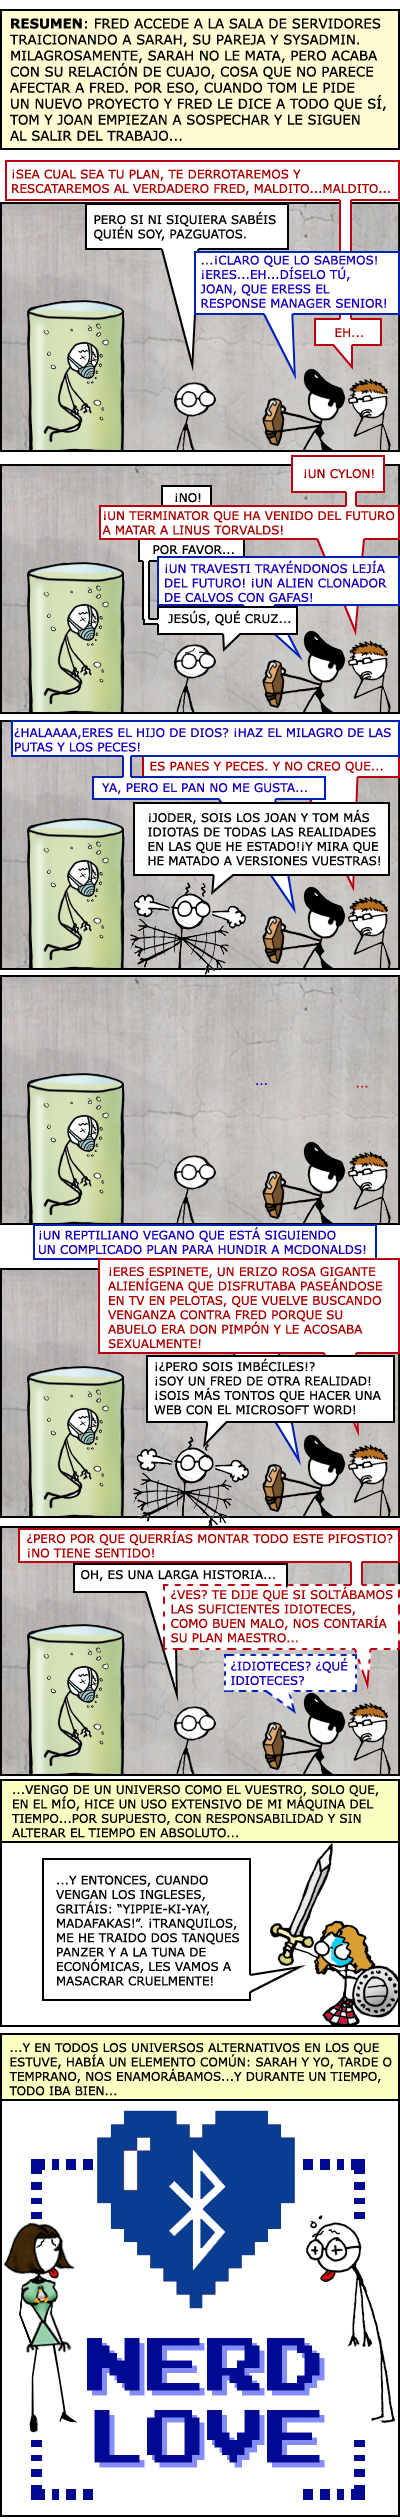 RESUMEN: FRED ACCEDE A LA SALA DE SERVIDORES
TRAICIONANDO A SARAH, SU PAREJA Y SYSADMIN.
MILAGROSAMENTE, SARAH NO LE MATA, PERO ACABA
CON SU RELACIÓN DE CUAJO, COSA QUE NO PARECE
AFECTAR A FRED. POR ESO, CUANDO TOM LE PIDE
UN NUEVO PROYECTO Y FRED LE DICE A TODO QUE SÍ,
TOM Y JOAN EMPIEZAN A SOSPECHAR Y LE SIGUEN
AL SALIR DEL TRABAJO...
¡SEA CUAL SEA TU PLAN, TE DERROTAREMOS Y
RESCATAREMOS AL VERDADERO FRED, MALDITO...MALDITO...
PERO SI NI SIQUIERA SABÉIS
QUIÉN SOY, PAZGUATOS.
...¡CLARO QUE LO SABEMOS!
¡ERES...EH...DÍSELO TÚ,
JOAN, QUE ERESS EL
RESPONSE MANAGER SENIOR!
EH...
¡UN CYLON!
¡NO!
¡UN TERMINATOR QUE HA VENIDO DEL FUTURO
A MATAR A LINUS TORVALDS!
POR FAVOR...
¡UN TRAVESTI TRAYÉNDONOS LEJÍA
DEL FUTURO! ¡UN ALIEN CLONADOR
DE CALVOS CON GAFAS!
JESÚS, QUÉ CRUZ...
¿HALAAAA,ERES EL HIJO DE DIOS? ¡HAZ EL MILAGRO DE LAS
PUTAS Y LOS PECES!
ES PANES Y PECES. Y NO CREO QUE...
YA, PERO EL PAN NO ME GUSTA...
¡JODER, SOIS LOS JOAN Y TOM MÁS
IDIOTAS DE TODAS LAS REALIDADES
EN LAS QUE HE ESTADO!¡Y MIRA QUE
HE MATADO A VERSIONES VUESTRAS!
...
...
¡UN REPTILIANO VEGANO QUE ESTÁ SIGUIENDO
UN COMPLICADO PLAN PARA HUNDIR A MCDONALDS!
¡ERES ESPINETE, UN ERIZO ROSA GIGANTE
ALIENÍGENA QUE DISFRUTABA PASEÁNDOSE
EN TV EN PELOTAS, QUE VUELVE BUSCANDO
VENGANZA CONTRA FRED PORQUE SU
ABUELO ERA DON PIMPÓN Y LE ACOSABA
SEXUALMENTE!
¡¿PERO SOIS IMBÉCILES!?
¡SOY UN FRED DE OTRA REALIDAD!
¡SOIS MÁS TONTOS QUE HACER UNA
WEB CON EL MICROSOFT WORD!
¿PERO POR QUE QUERRÍAS MONTAR TODO ESTE PIFOSTIO?
¡NO TIENE SENTIDO!
OH, ES UNA LARGA HISTORIA...
¿VES? TE DIJE QUE SI SOLTÁBAMOS
LAS SUFICIENTES IDIOTECES,
COMO BUEN MALO, NOS CONTARÍA
SU PLAN MAESTRO...
¿IDIOTECES? ¿QUÉ
IDIOTECES?
...VENGO DE UN UNIVERSO COMO EL VUESTRO, SOLO QUE,
EN EL MÍO, HICE UN USO EXTENSIVO DE MI MÁQUINA DEL
TIEMPO...POR SUPUESTO, CON RESPONSABILIDAD Y SIN
ALTERAR EL TIEMPO EN ABSOLUTO...
...Y ENTONCES, CUANDO
VENGAN LOS INGLESES,
GRITÁIS: "YIPPIE-KI-YAY,
MADAFAKAS!". ¡TRANQUILOS,
ME HE TRAIDO DOS TANQUES
PANZER Y A LA TUNA DE
ECONÓMICAS, LES VAMOS A
MASACRAR CRUELMENTE!
...Y EN TODOS LOS UNIVERSOS ALTERNATIVOS EN LOS QUE
ESTUVE, HABÍA UN ELEMENTO COMÚN: SARAH Y YO, TARDE O
TEMPRANO, NOS ENAMORÁBAMOS...Y DURANTE UN TIEMPO,
TODO IBA BIEN...
NERD
LOVE